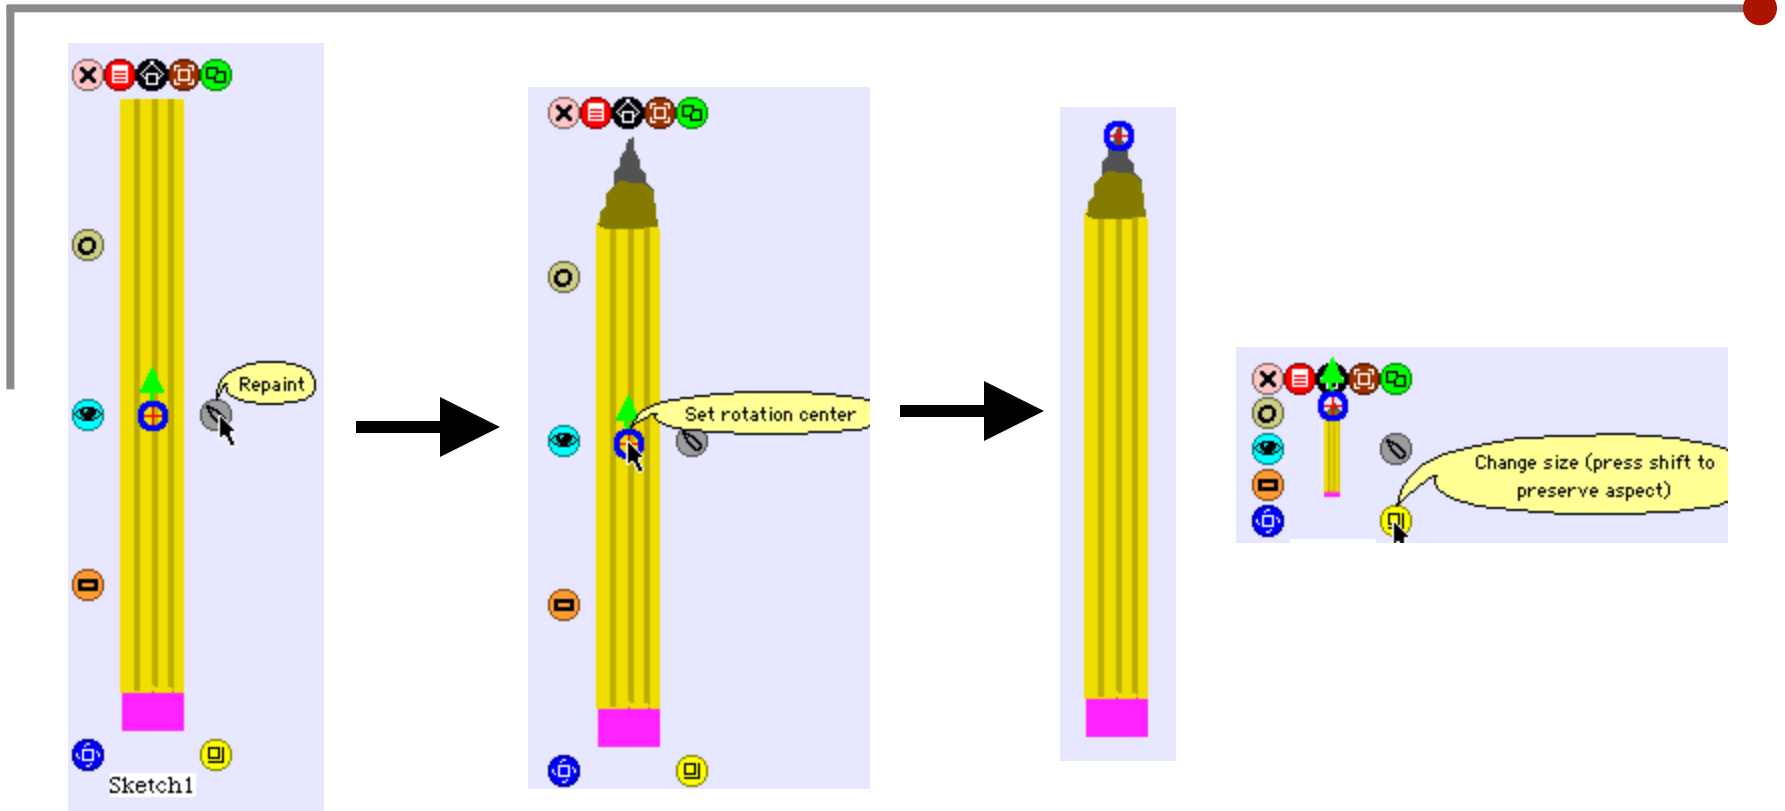 Repaint
Sketch1
Set rotation center
Change size (press shift to
preserve aspect)